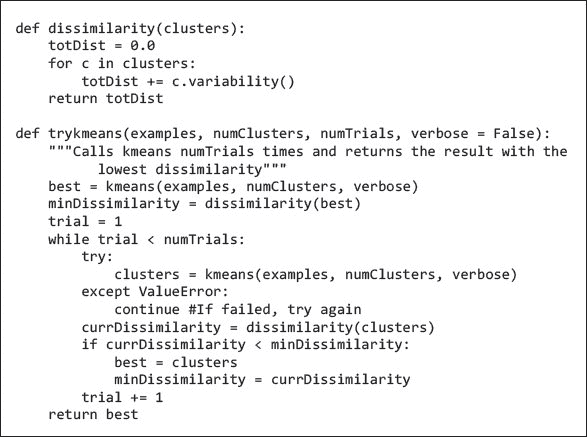 def dissimilarity(clusters):
    totDist = 0.0
    for c in clusters:
        totDist += c.variability()
    return totDist

def trykmeans(examples, numClusters, numTrials, verbose = False):
    """Calls kmeans numTrials times and returns the result with the
          lowest dissimilarity"""
    best = kmeans(examples, numClusters, verbose)
    minDissimilarity = dissimilarity(best)
    trial = 1
    while trial < numTrials:
        try:
            clusters = kmeans(examples, numClusters, verbose)
        except ValueError:
            continue #If failed, try again
        currDissimilarity = dissimilarity(clusters)
        if currDissimilarity < minDissimilarity:
            best = clusters
            minDissimilarity = currDissimilarity
        trial += 1
    return best